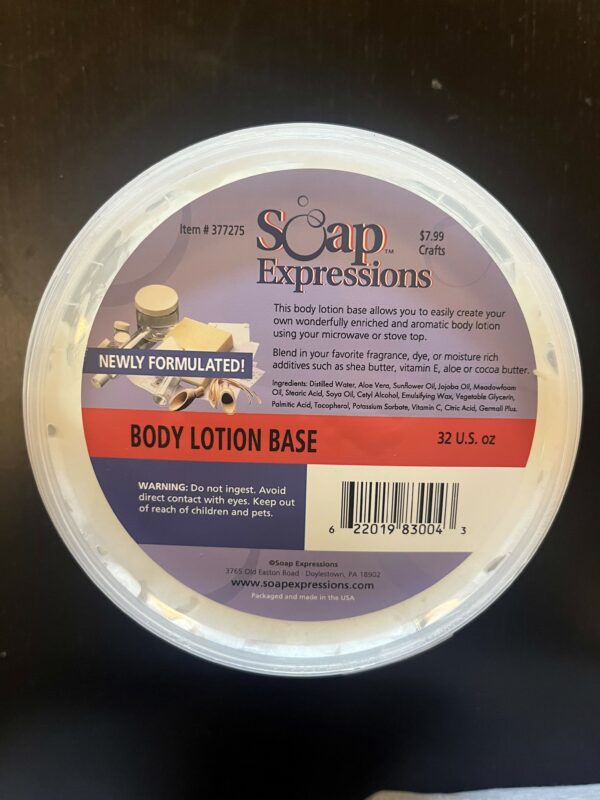 Item # 377275
Soap™
$7.99
Crafts
Expressions
This body lotion base allows you to easily create your
own wonderfully enriched and aromatic body lotion
using your microwave or stove top.
NEWLY FORMULATED!
Blend in your favorite fragrance, dye, or moisture rich
additives such as shea butter, vitamin E, aloe or cocoa butter.
Ingredients: Distilled Water, Aloe Vera, Sunflower Oil, Jojoba Oil, Meadowfoam
Oil, Stearic Acid, Soya Oil, Cetyl Alcohol, Emulsifying Wax, Vegetable Glycerin,
Palmitic Acid, Tocopherol, Potassium Sorbate, Vitamin C, Citric Acid, Germall Plus.
BODY LOTION BASE
32 U.S. oz
WARNING: Do not ingest. Avoid
direct contact with eyes. Keep out
of reach of children and pets.
6 22019 83004 3
©Soap Expressions
3765 Old Easton Road · Doylestown, PA 18902
www.soapexpressions.com
Packaged and made in the USA